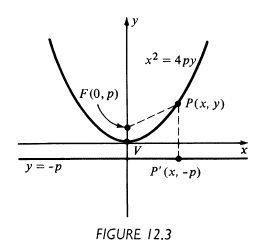 y
x² = 4py
F(0, p)
P(x, y)
V
x
y = -p
P'(x, -p)
FIGURE 12.3